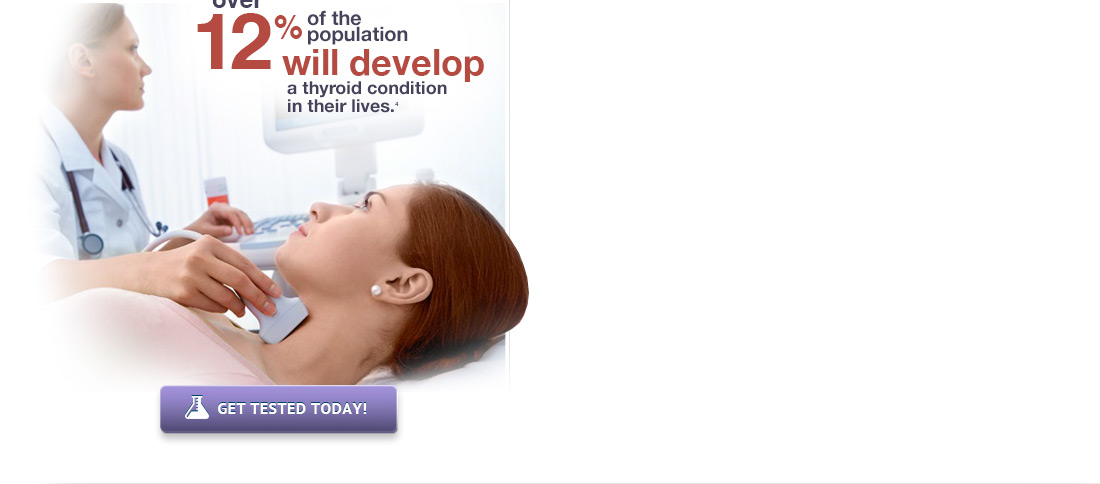 over
12% of the
population
will develop
a thyroid condition
in their lives.4
GET TESTED TODAY!